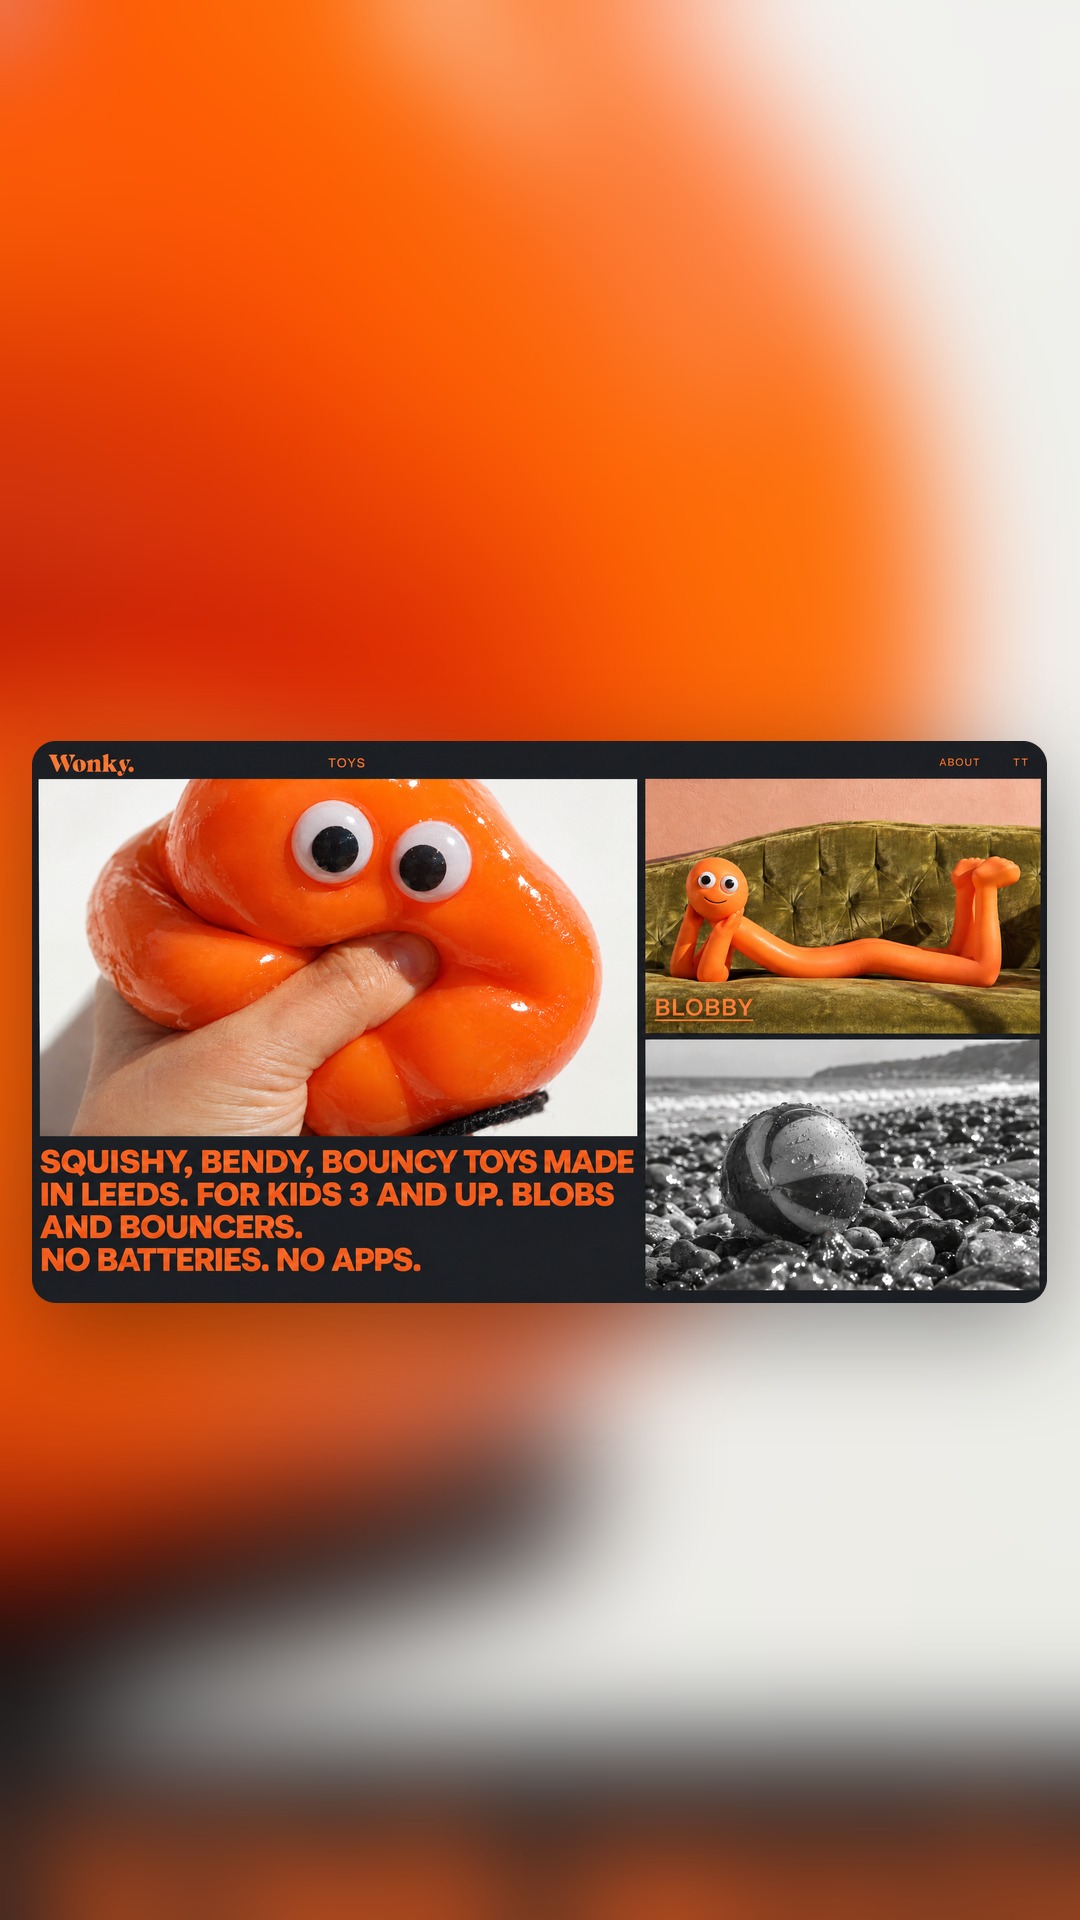 Wonky.
TOYS
ABOUT
TT
SQUISHY, BENDY, BOUNCY TOYS MADE
IN LEEDS. FOR KIDS 3 AND UP. BLOBS
AND BOUNCERS.
NO BATTERIES. NO APPS.
BLOBBY